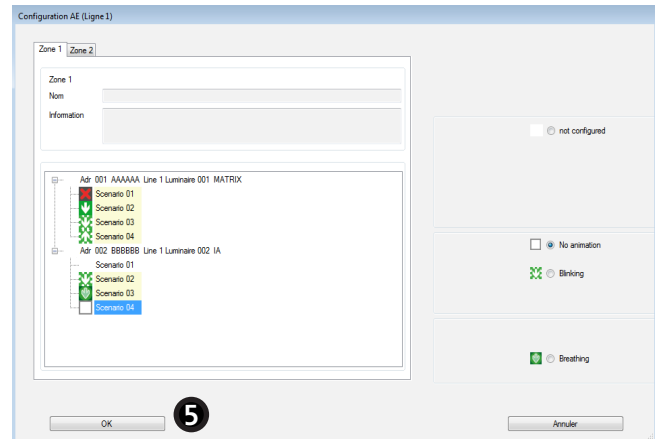 Configuration AE (Ligne 1)
Zone 1 Zone 2
Zone 1
Nom
Information
Adr 001 AAAAAA Line 1 Luminaire 001 MATRIX
Scenario 01
Scenario 02
Scenario 03
Scenario 04
Adr 002 BBBBBB Line 1 Luminaire 002 IA
Scenario 01
Scenario 02
Scenario 03
Scenario 04
not configured
No animation
Blinking
Breathing
OK
5
Annuler